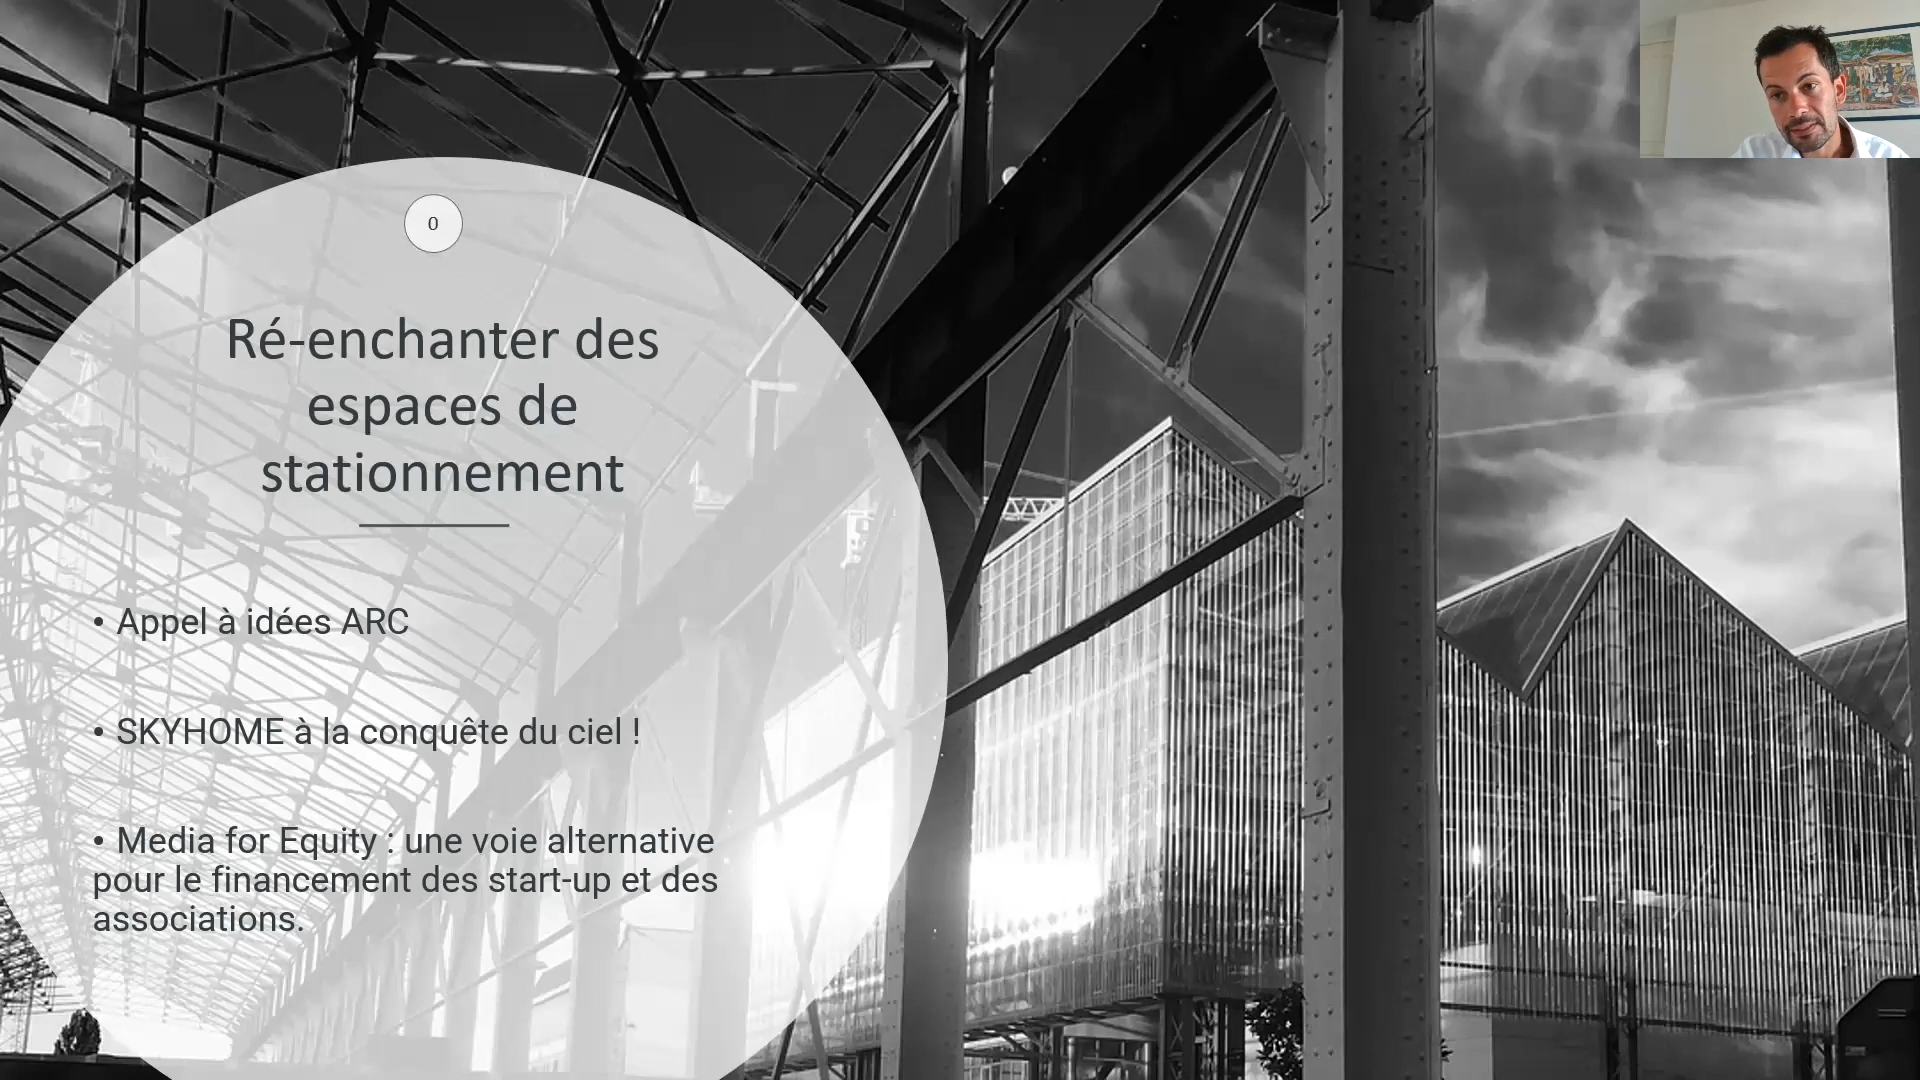 0
Ré-enchanter des
espaces de
stationnement
• Appel à idées ARC
• SKYHOME à la conquête du ciel !
• Media for Equity : une voie alternative
pour le financement des start-up et des
associations.